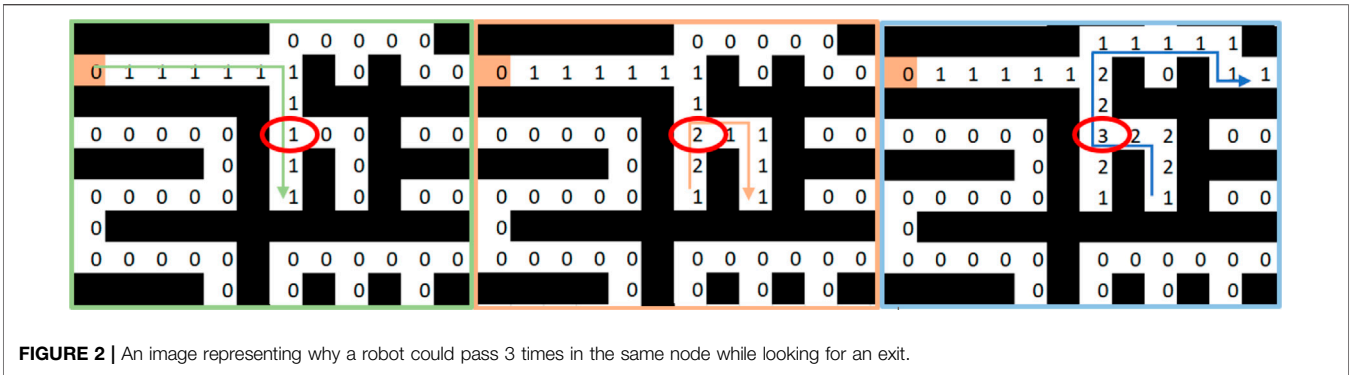 0 0 0 0 0
0 1 1 1 1 1 1 0 0 0
1
0 0 0 0 0 1 0 0 0 0
0 1 0
0 0 0 0 0 1 0 0 0
0
0 0 0 0 0 0 0 0 0 0 0
0 0 0 0
0 0 0 0 0
0 1 1 1 1 1 1 0 0 0
1
0 0 0 0 0 2 1 1 0 0
0 2 1
0 0 0 0 0 1 1 0 0
0
0 0 0 0 0 0 0 0 0 0 0
0 0 0 0
1 1 1 1 1
0 1 1 1 1 1 2 0 1 1
2
0 0 0 0 0 3 2 2 0 0
0 2 2
0 0 0 0 0 1 1 0 0
0
0 0 0 0 0 0 0 0 0 0 0
0 0 0 0
FIGURE 2 | An image representing why a robot could pass 3 times in the same node while looking for an exit.